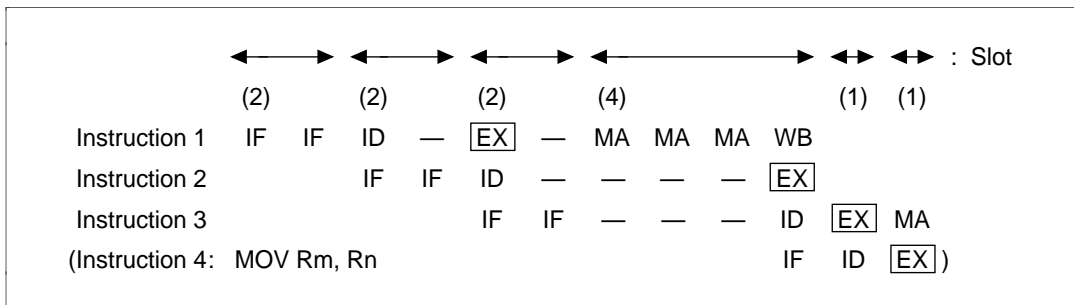 : Slot
(2) (2) (2) (4) (1) (1)
Instruction 1 IF IF ID — EX — MA MA MA WB
Instruction 2 IF IF ID — — — — EX
Instruction 3 IF IF — — — ID EX MA
(Instruction 4: MOV Rm, Rn IF ID EX )